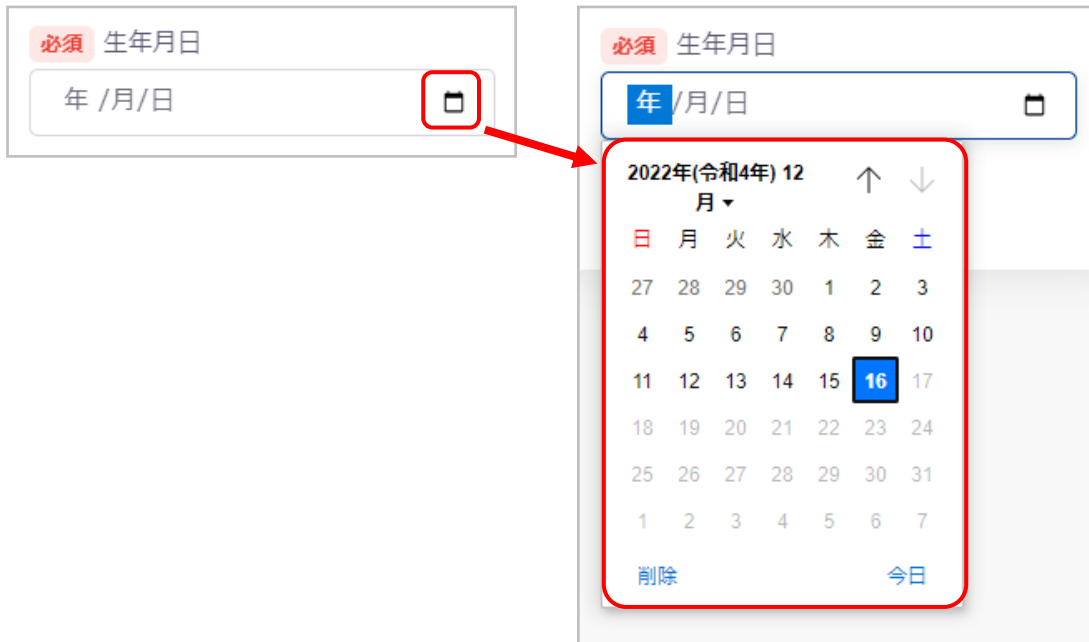 必須 生年月日
年 /月/日
必須 生年月日
年 /月/日
2022年(令和4年) 12
月
日 月 火 水 木 金 土
27 28 29 30 1 2 3
4 5 6 7 8 9 10
11 12 13 14 15 16 17
18 19 20 21 22 23 24
25 26 27 28 29 30 31
1 2 3 4 5 6 7
削除 今日